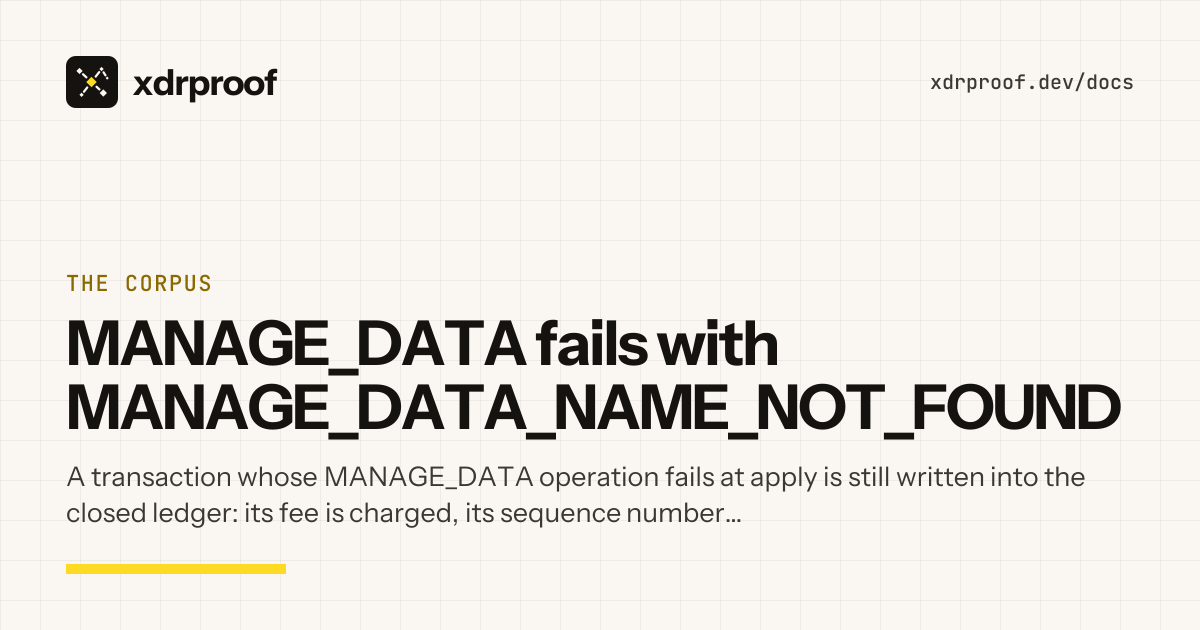 xdrproof
xdrproof.dev/docs
THE CORPUS
MANAGE_DATA fails with
MANAGE_DATA_NAME_NOT_FOUND
A transaction whose MANAGE_DATA operation fails at apply is still written into the
closed ledger: its fee is charged, its sequence number…